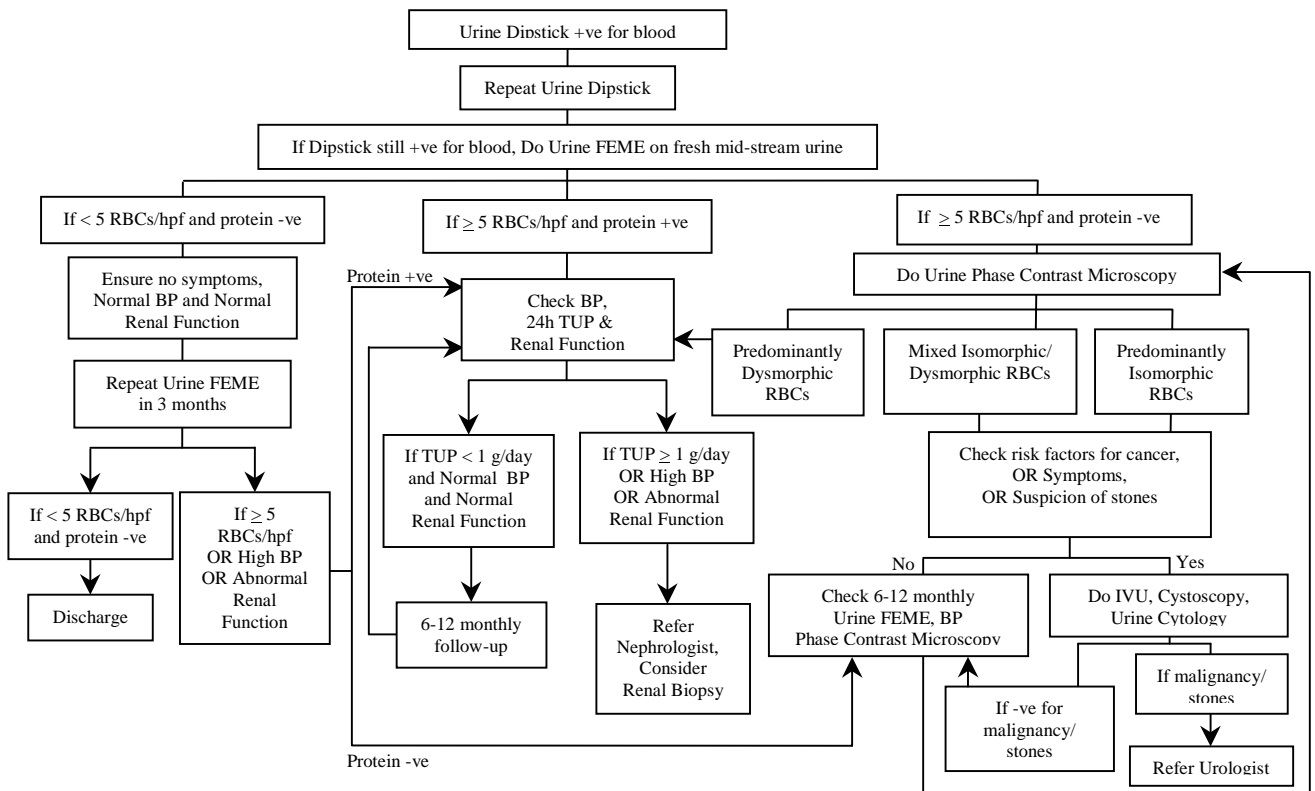 Urine Dipstick +ve for blood
Repeat Urine Dipstick
If Dipstick still +ve for blood, Do Urine FEME on fresh mid-stream urine
If < 5 RBCs/hpf and protein -ve
If ≥ 5 RBCs/hpf and protein +ve
If ≥ 5 RBCs/hpf and protein -ve
Ensure no symptoms,
Normal BP and Normal
Renal Function
Protein +ve
Check BP,
24h TUP &
Renal Function
Do Urine Phase Contrast Microscopy
Predominantly
Dysmorphic
RBCs
Mixed Isomorphic/
Dysmorphic RBCs
Predominantly
Isomorphic
RBCs
Repeat Urine FEME
in 3 months
If TUP < 1 g/day
and Normal BP
and Normal
Renal Function
If TUP ≥ 1 g/day
OR High BP
OR Abnormal
Renal Function
Check risk factors for cancer,
OR Symptoms,
OR Suspicion of stones
If < 5 RBCs/hpf
and protein -ve
If ≥ 5
RBCs/hpf
OR High BP
OR Abnormal
Renal
Function
No
Yes
Discharge
6-12 monthly
follow-up
Refer
Nephrologist,
Consider
Renal Biopsy
Check 6-12 monthly
Urine FEME, BP
Phase Contrast Microscopy
Do IVU, Cystoscopy,
Urine Cytology
If -ve for
malignancy/
stones
If malignancy/
stones
Protein -ve
Refer Urologist